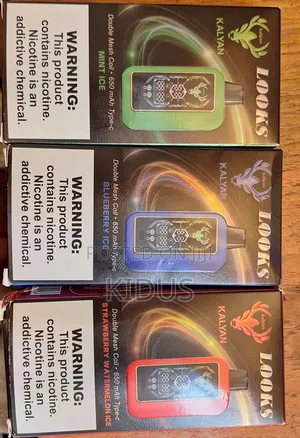 WARNING:
This product
contains nicotine.
Nicotine is an
addictive chemical.
Double Mesh Coil • 650 mAh Type-c
MINT ICE
KALYAN
LOOKS
WARNING:
This product
contains nicotine.
Nicotine is an
addictive chemical.
Double Mesh Coil • 650 mAh Type-c
BLUEBERRY ICE
KALYAN
LOOKS
POSTED ON JIJI
KIDUS
WARNING:
This product
contains nicotine.
Nicotine is an
addictive chemical.
Double Mesh Coil • 650 mAh Type-c
STRAWBERRY WATERMELON ICE
KALYAN
LOOKS